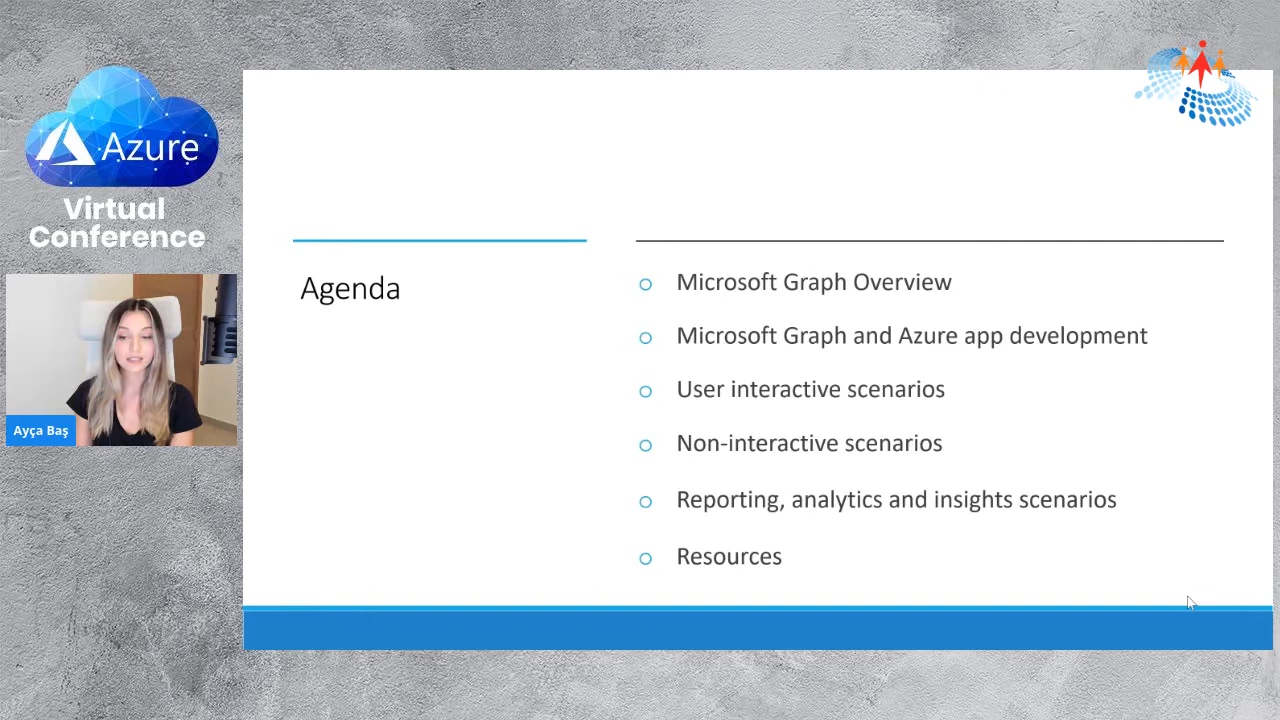 Azure
Virtual
Conference
Ayça Baş
Agenda
Microsoft Graph Overview
Microsoft Graph and Azure app development
User interactive scenarios
Non-interactive scenarios
Reporting, analytics and insights scenarios
Resources